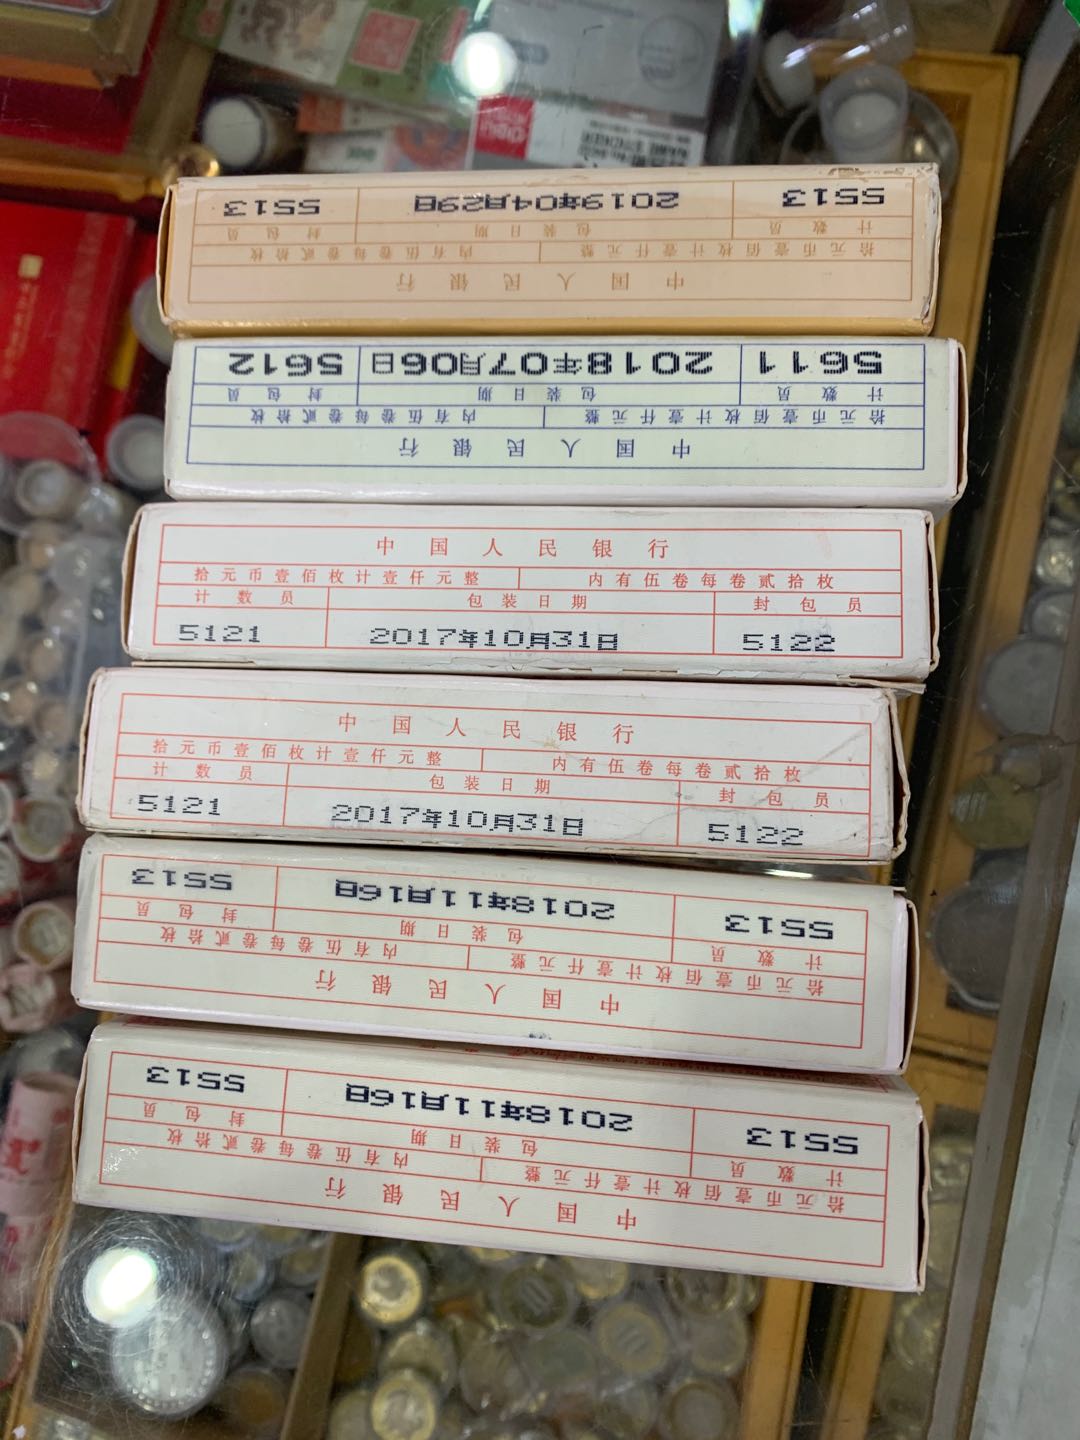 中国人民银行
拾元币壹佰枚计壹仟元整 内有伍卷每卷贰拾枚
计数员 包装日期 封包员
5513 2019年04月29日 5513
中国人民银行
拾元币壹佰枚计壹仟元整 内有伍卷每卷贰拾枚
计数员 包装日期 封包员
5611 2018年07月06日 5612
中国人民银行
拾元币壹佰枚计壹仟元整 内有伍卷每卷贰拾枚
计数员 包装日期 封包员
5121 2017年10月31日 5122
中国人民银行
拾元币壹佰枚计壹仟元整 内有伍卷每卷贰拾枚
计数员 包装日期 封包员
5121 2017年10月31日 5122
中国人民银行
拾元币壹佰枚计壹仟元整 内有伍卷每卷贰拾枚
计数员 包装日期 封包员
5513 2018年11月16日 5513
中国人民银行
拾元币壹佰枚计壹仟元整 内有伍卷每卷贰拾枚
计数员 包装日期 封包员
5513 2018年11月16日 5513